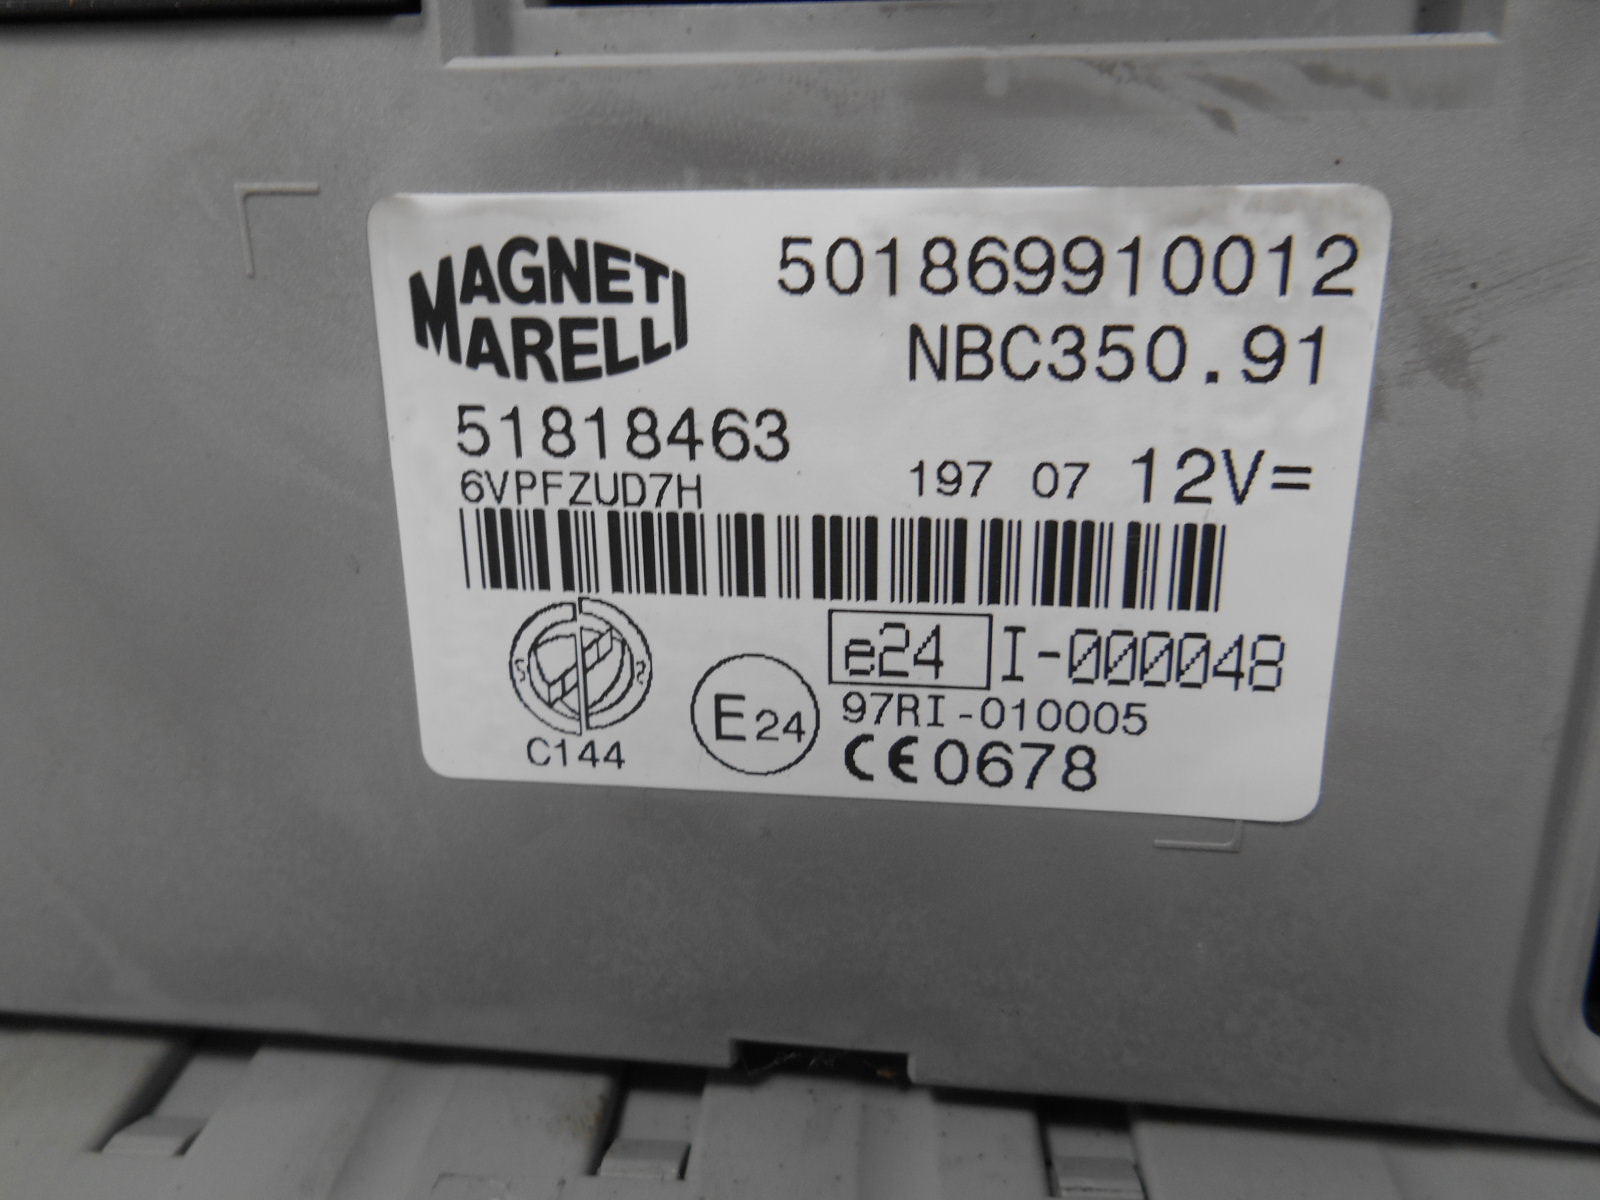 MAGNETI
MARELLI
501869910012
NBC350.91
51818463
6VPFZUD7H
197 07 12V=
e24 I-000048
97RI-010005
E24
CE0678
C144